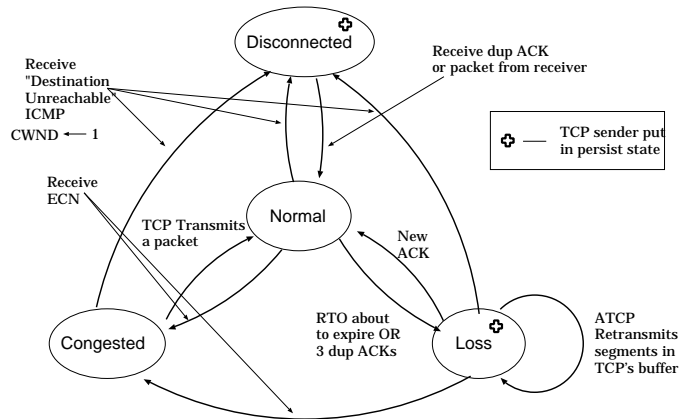 Disconnected
Receive
"Destination
Unreachable"
ICMP
CWND ← 1
Receive dup ACK
or packet from receiver
TCP sender put
in persist state
Receive
ECN
TCP Transmits
a packet
Normal
New
ACK
RTO about
to expire OR
3 dup ACKs
Congested
Loss
ATCP
Retransmits
segments in
TCP's buffer